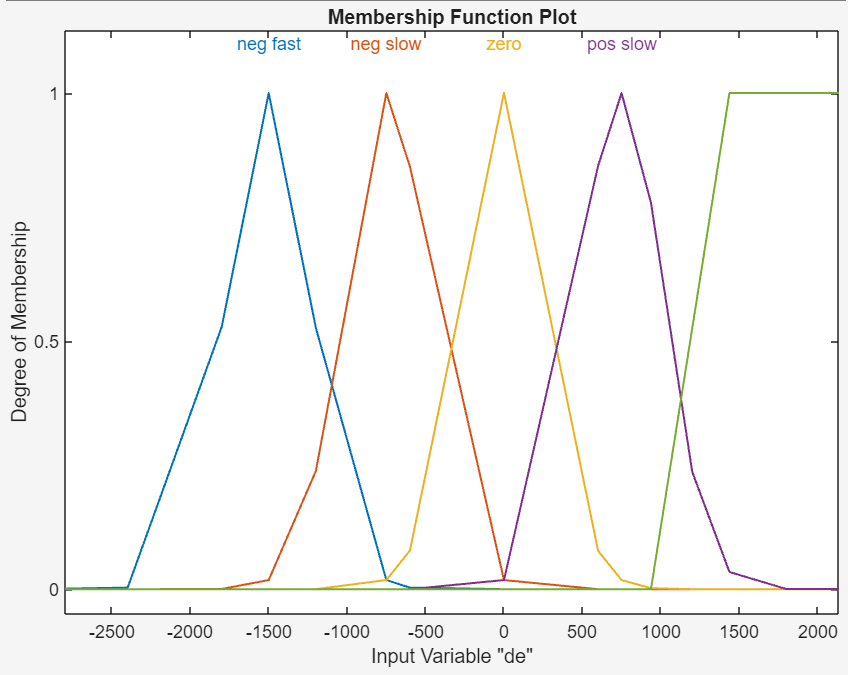 Membership Function Plot
neg fast neg slow zero pos slow
1
0.5
0
Degree of Membership
-2500 -2000 -1500 -1000 -500 0 500 1000 1500 2000
Input Variable "de"